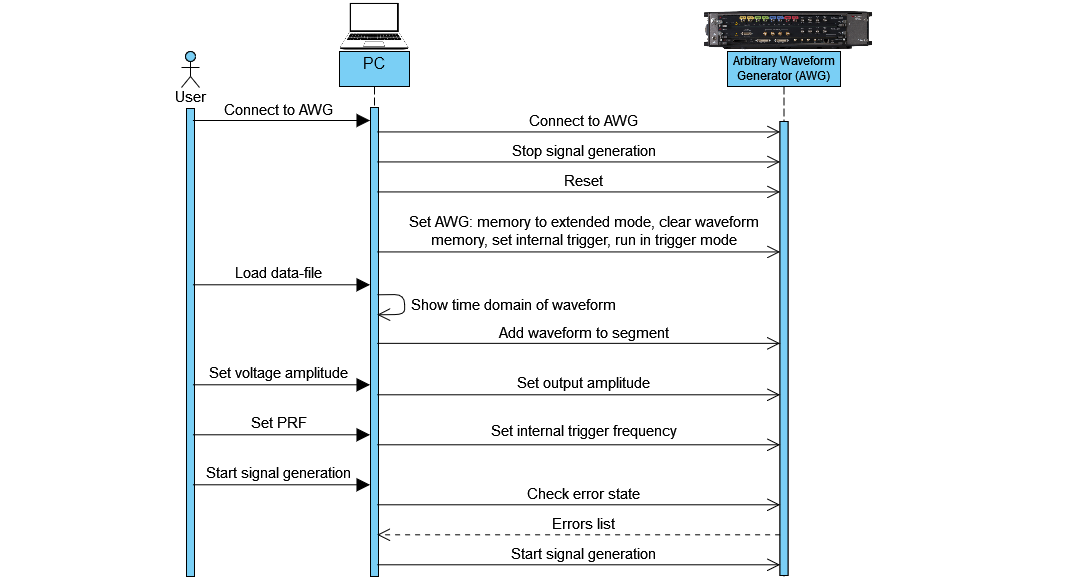 PC
Arbitrary Waveform
Generator (AWG)
User
Connect to AWG
Connect to AWG
Stop signal generation
Reset
Set AWG: memory to extended mode, clear waveform
memory, set internal trigger, run in trigger mode
Load data-file
Show time domain of waveform
Add waveform to segment
Set voltage amplitude
Set output amplitude
Set PRF
Set internal trigger frequency
Start signal generation
Check error state
Errors list
Start signal generation